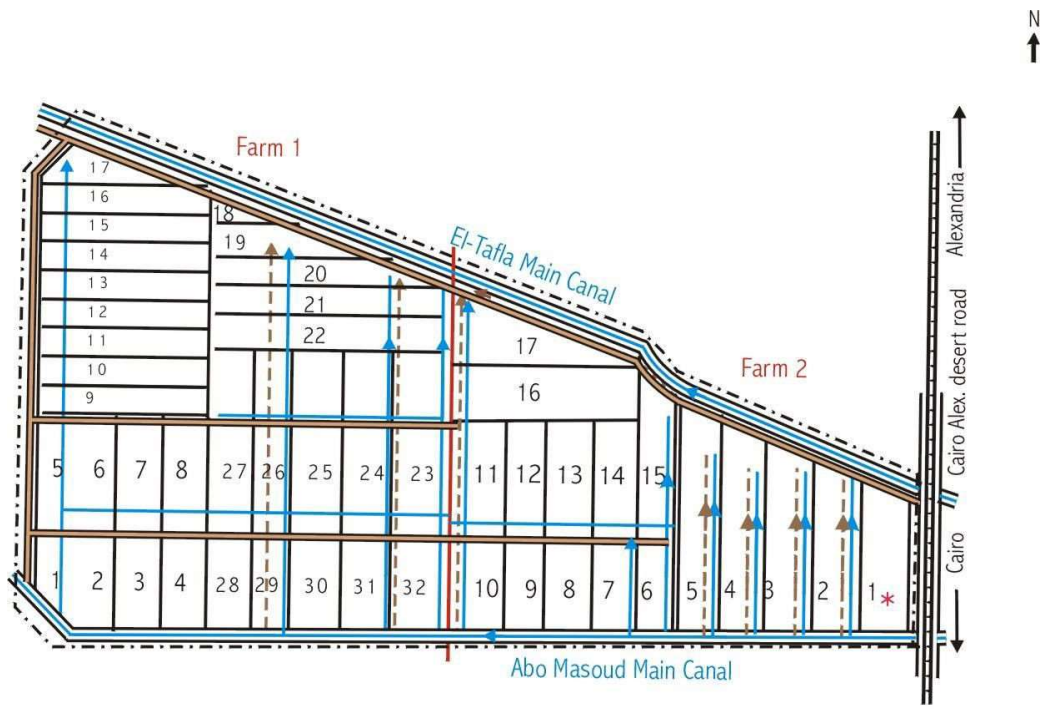 N
Farm 1
El-Tafla Main Canal
Farm 2
Alexandria
Cairo Alex. desert road
Cairo
17
16
15
14
13
12
11
10
9
18
19
20
21
22
17
16
5 6 7 8 27 26 25 24 23 11 12 13 14 15
1 2 3 4 28 29 30 31 32 10 9 8 7 6 5 4 3 2 1*
Abo Masoud Main Canal